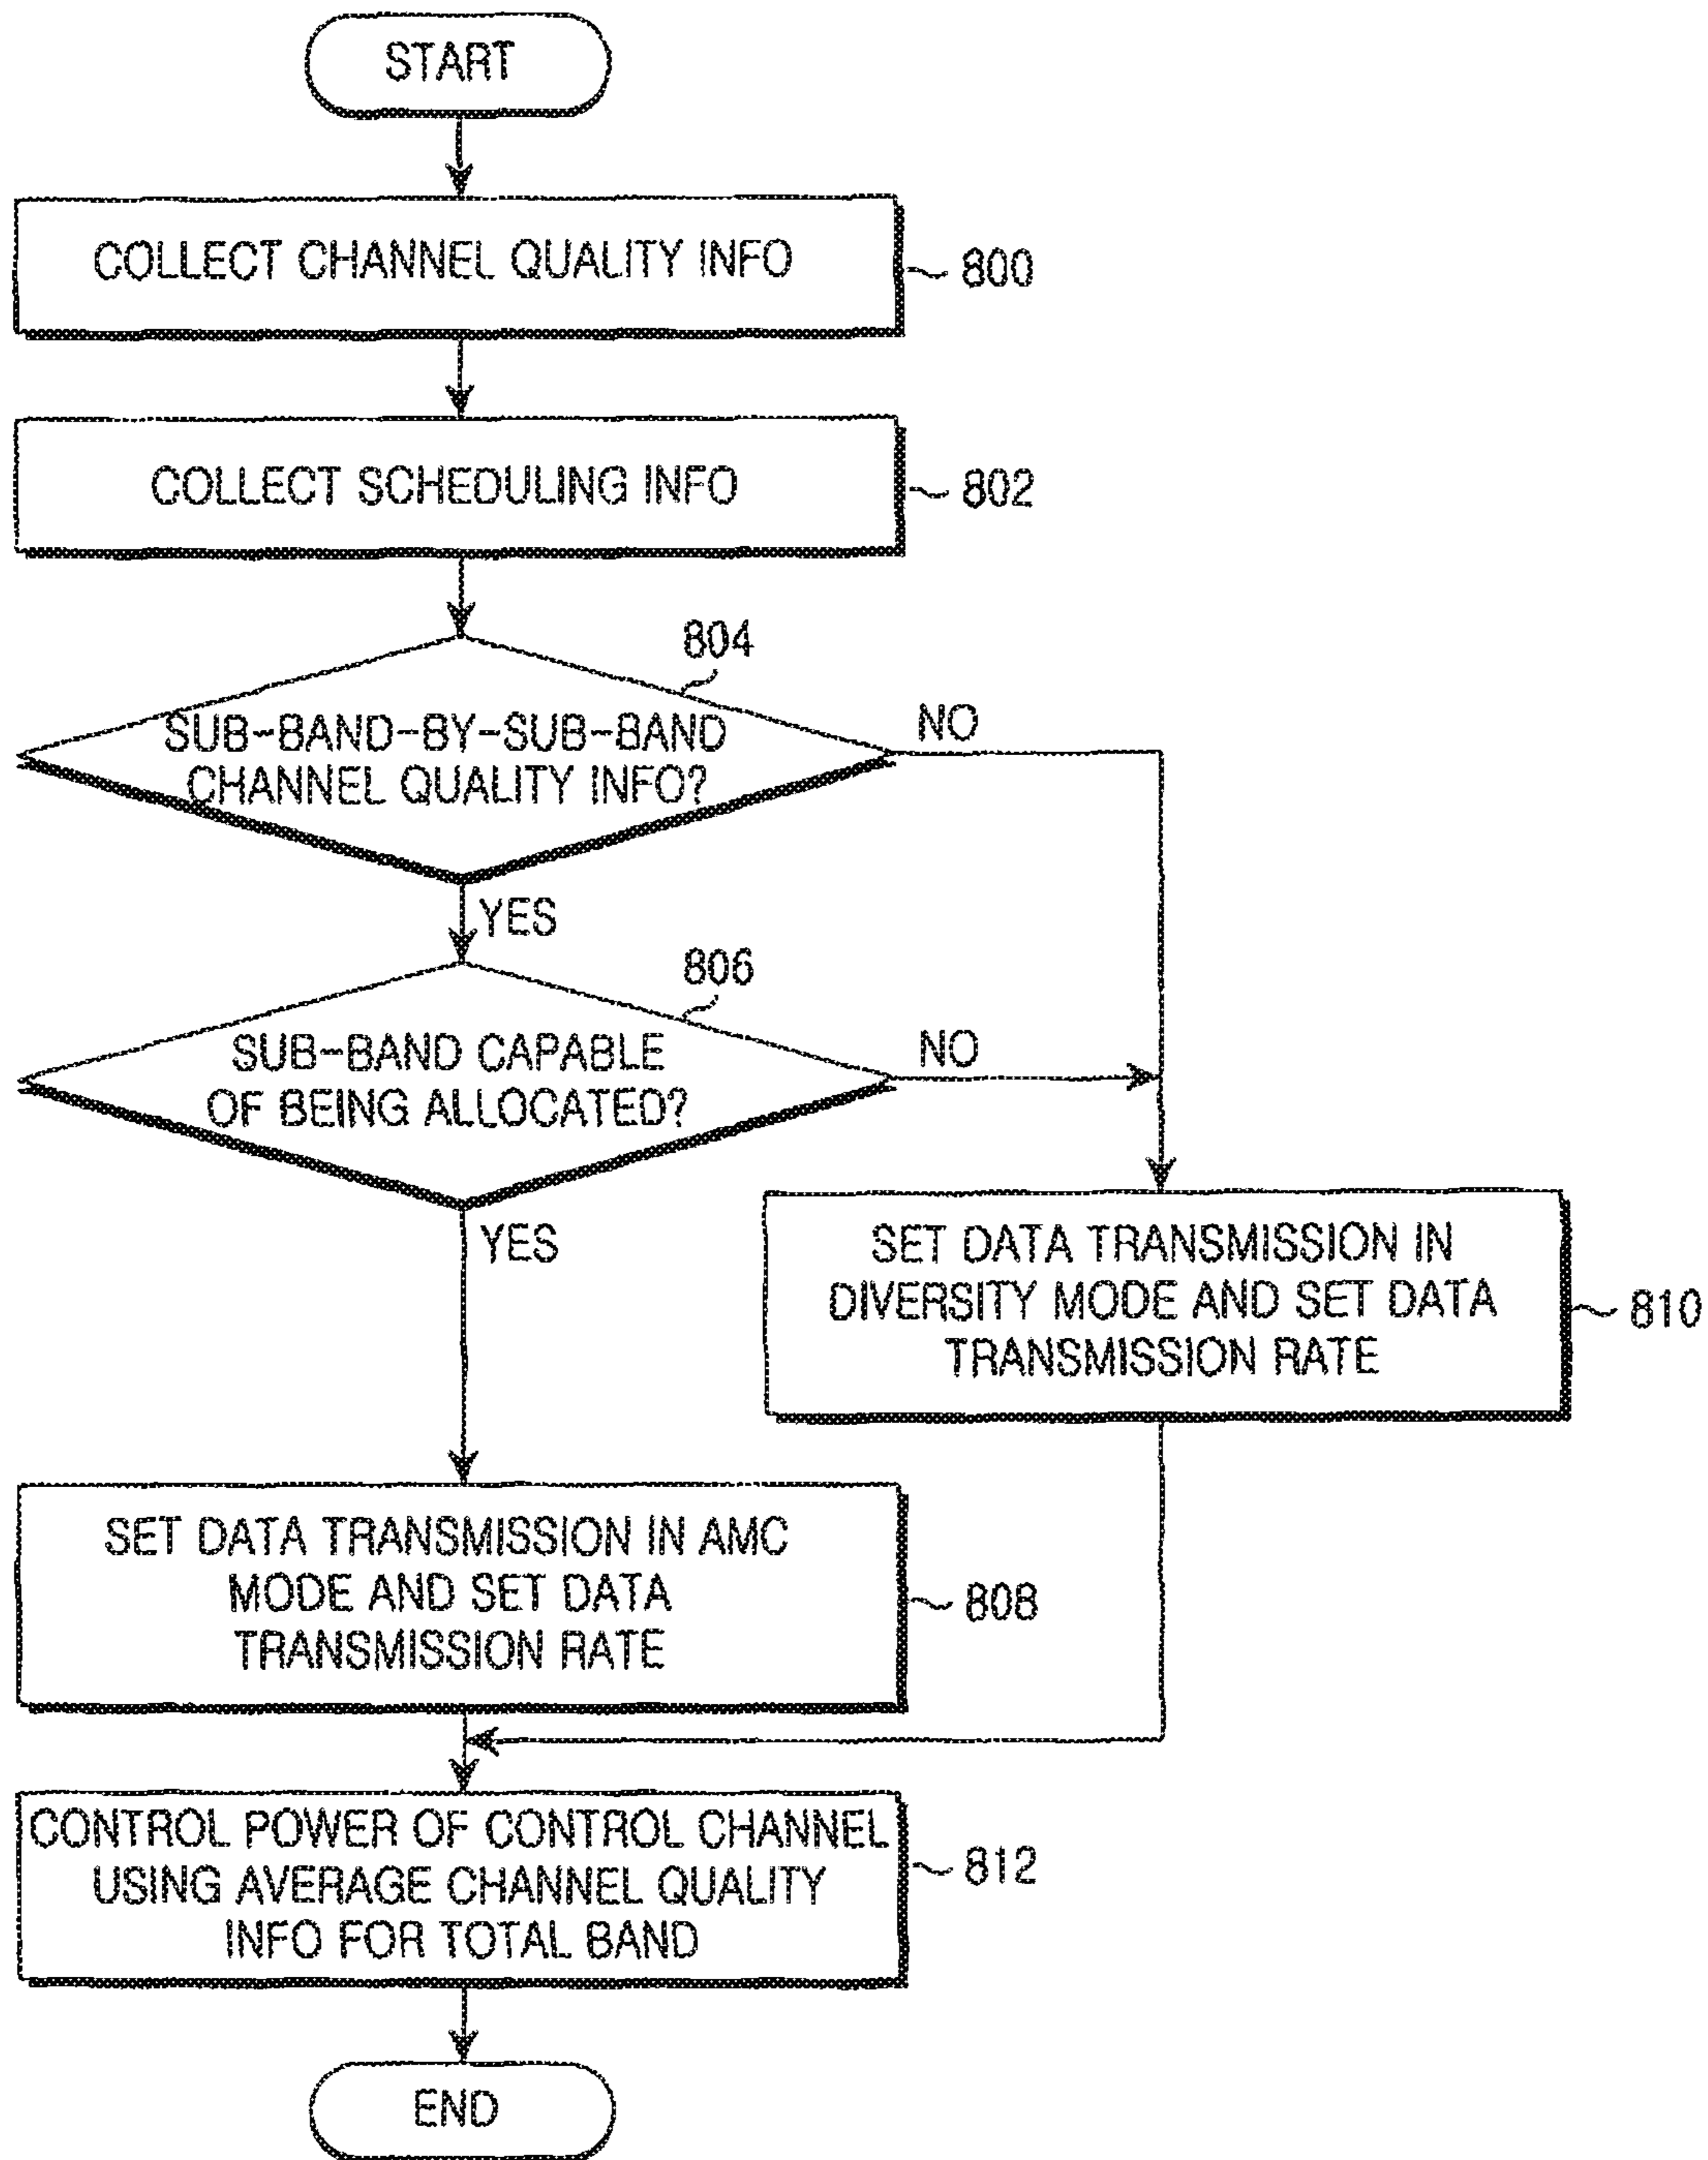 START
COLLECT CHANNEL QUALITY INFO
800
COLLECT SCHEDULING INFO
802
804
SUB-BAND-BY-SUB-BAND
CHANNEL QUALITY INFO?
NO
YES
806
SUB-BAND CAPABLE
OF BEING ALLOCATED?
NO
YES
SET DATA TRANSMISSION IN
DIVERSITY MODE AND SET DATA
TRANSMISSION RATE
810
SET DATA TRANSMISSION IN AMC
MODE AND SET DATA
TRANSMISSION RATE
808
CONTROL POWER OF CONTROL CHANNEL
USING AVERAGE CHANNEL QUALITY
INFO FOR TOTAL BAND
812
END